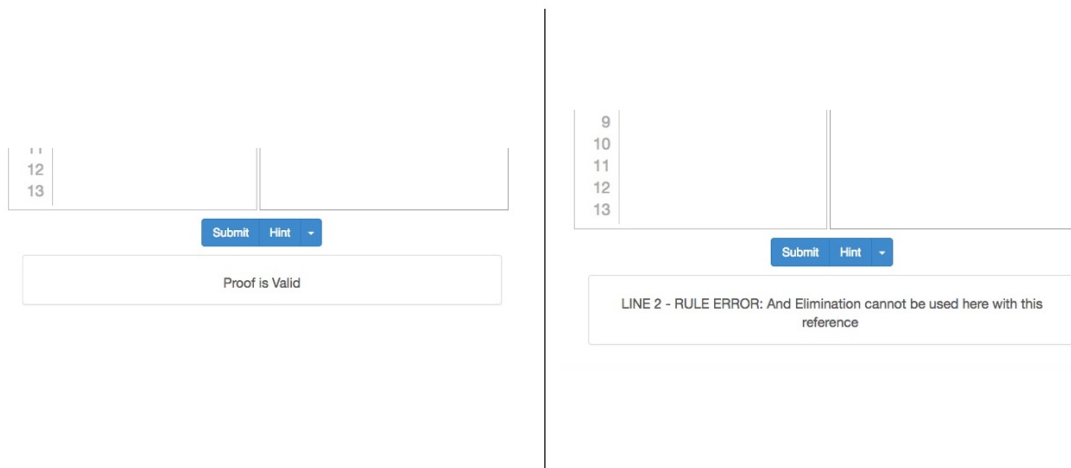 12
13
Submit Hint
Proof is Valid
9
10
11
12
13
Submit Hint
LINE 2 - RULE ERROR: And Elimination cannot be used here with this
reference